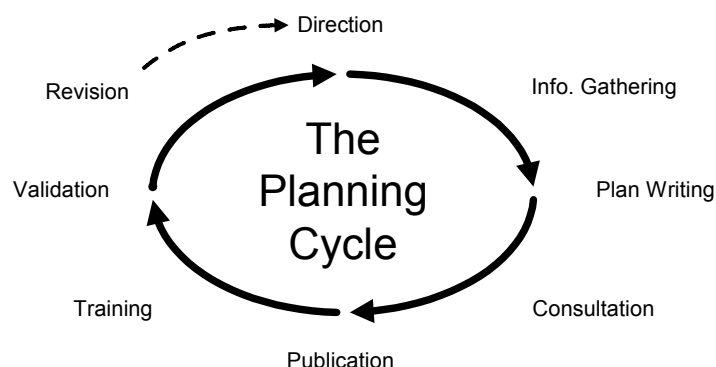 Direction
Revision
Info. Gathering
The
Planning
Cycle
Validation
Plan Writing
Training
Consultation
Publication